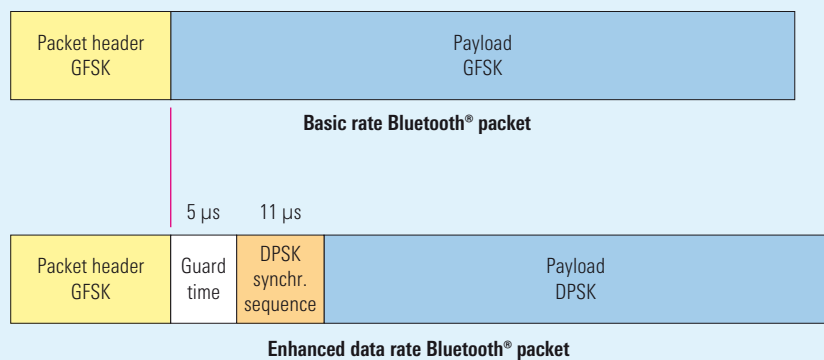 Packet header
GFSK
Payload
GFSK
Basic rate Bluetooth® packet
5 µs
11 µs
Packet header
GFSK
Guard
time
DPSK
synchr.
sequence
Payload
DPSK
Enhanced data rate Bluetooth® packet